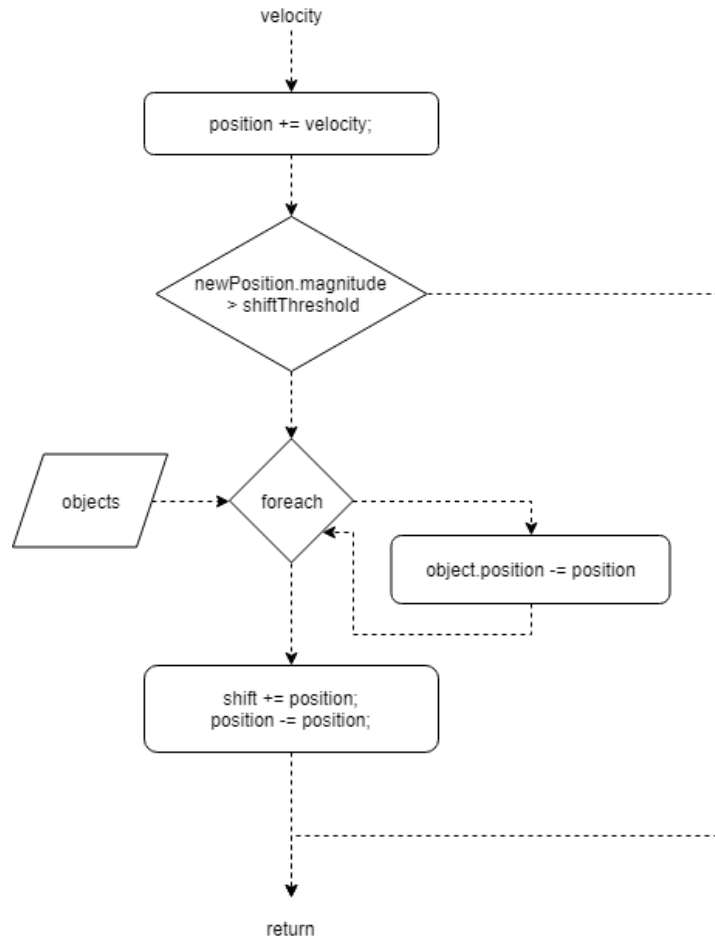 velocity
position += velocity;
newPosition.magnitude
> shiftThreshold
objects
foreach
object.position -= position
shift += position;
position -= position;
return